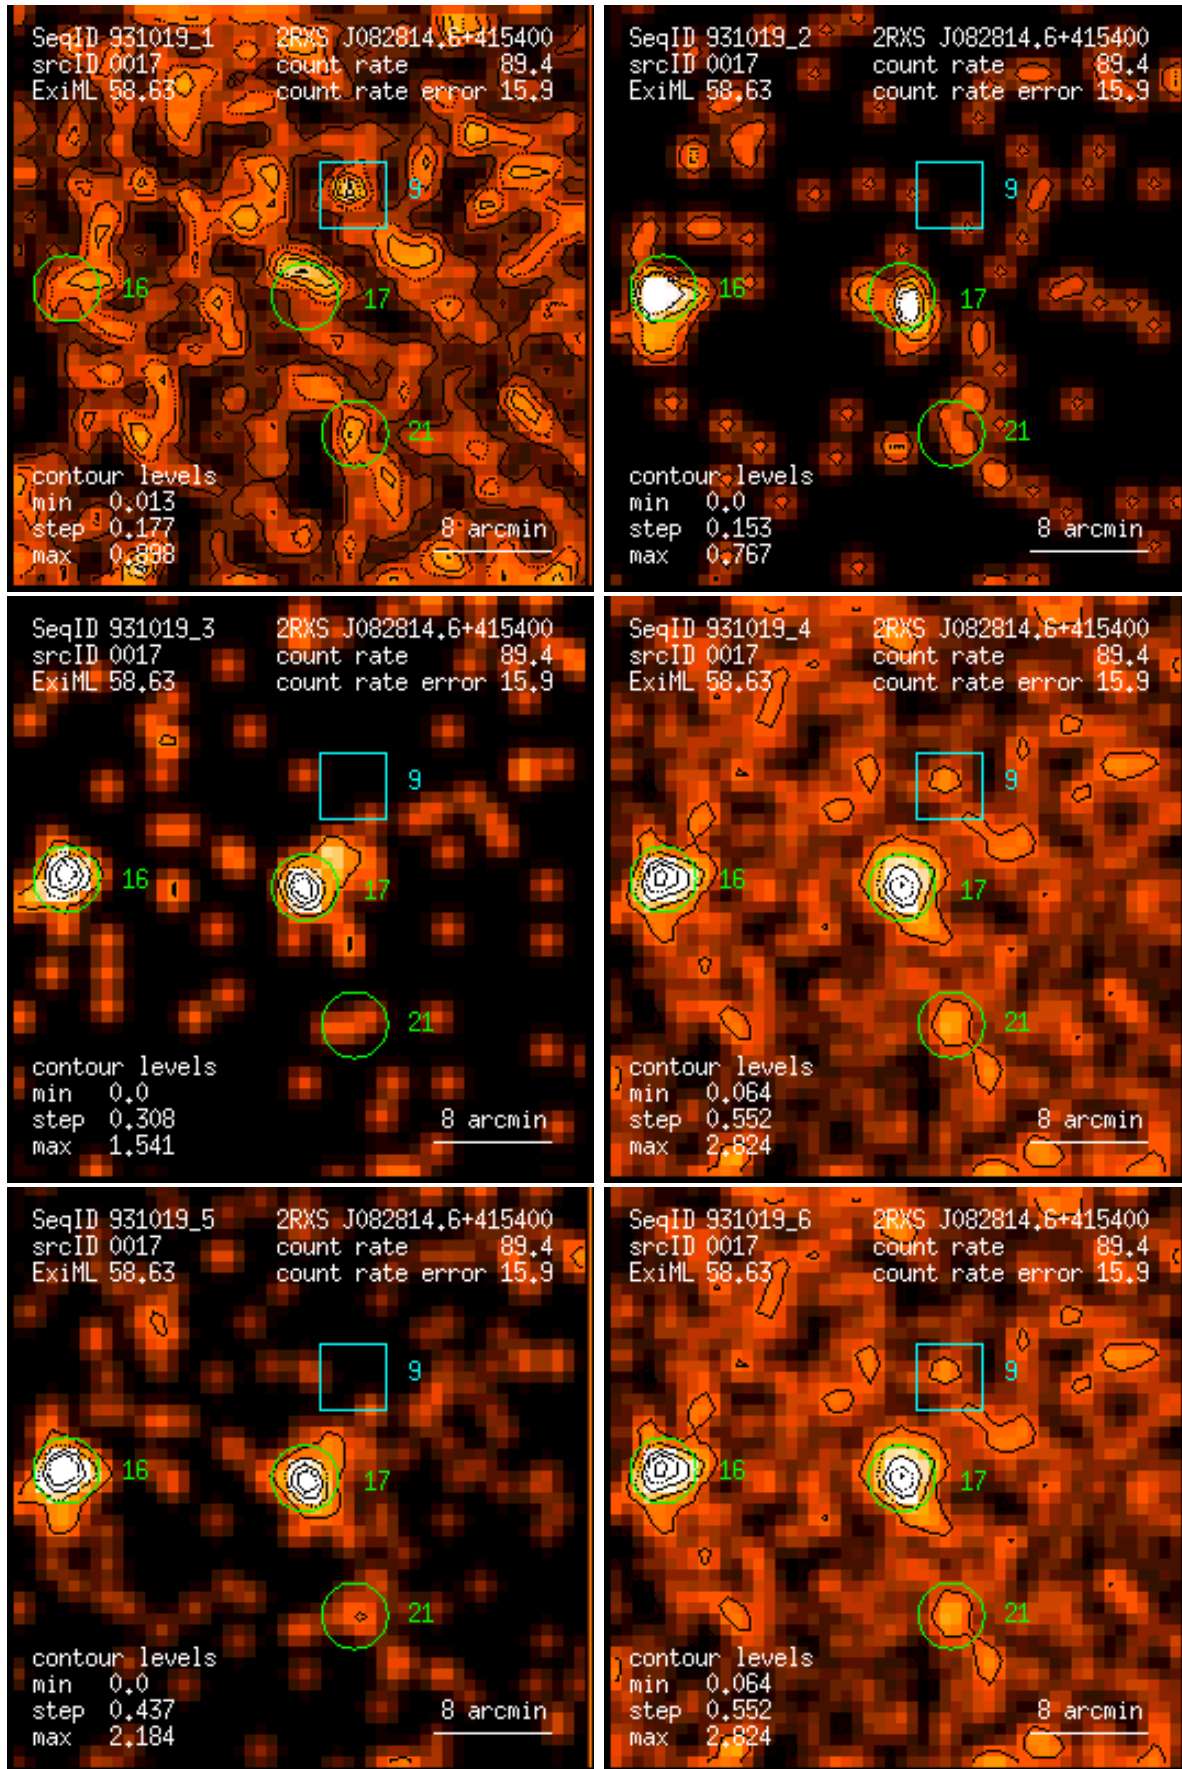 SeqID 931019_1 2RXS J082814.6+415400
srcID 0017 count rate 89.4
ExiML 58.63 count rate error 15.9
9
16
17
21
contour levels
min 0.013
step 0.177 8 arcmin
max 0.898
SeqID 931019_2 2RXS J082814.6+415400
srcID 0017 count rate 89.4
ExiML 58.63 count rate error 15.9
9
16
17
21
contour levels
min 0.0
step 0.153 8 arcmin
max 0.767
SeqID 931019_3 2RXS J082814.6+415400
srcID 0017 count rate 89.4
ExiML 58.63 count rate error 15.9
9
16
17
21
contour levels
min 0.0
step 0.308 8 arcmin
max 1.541
SeqID 931019_4 2RXS J082814.6+415400
srcID 0017 count rate 89.4
ExiML 58.63 count rate error 15.9
9
16
17
21
contour levels
min 0.064
step 0.552 8 arcmin
max 2.824
SeqID 931019_5 2RXS J082814.6+415400
srcID 0017 count rate 89.4
ExiML 58.63 count rate error 15.9
9
16
17
21
contour levels
min 0.0
step 0.437 8 arcmin
max 2.184
SeqID 931019_6 2RXS J082814.6+415400
srcID 0017 count rate 89.4
ExiML 58.63 count rate error 15.9
9
16
17
21
contour levels
min 0.064
step 0.552 8 arcmin
max 2.824